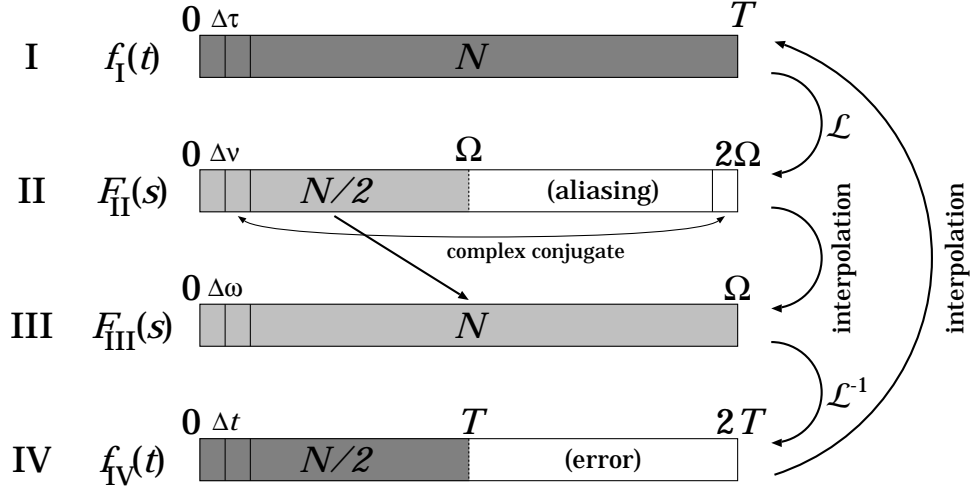 0 Δτ T
I f_I(t) N
ℒ
0 Δν Ω 2Ω
II F_II(s) N/2 (aliasing)
complex conjugate
interpolation
interpolation
0 Δω Ω
III F_III(s) N
ℒ⁻¹
0 Δt T 2T
IV f_IV(t) N/2 (error)